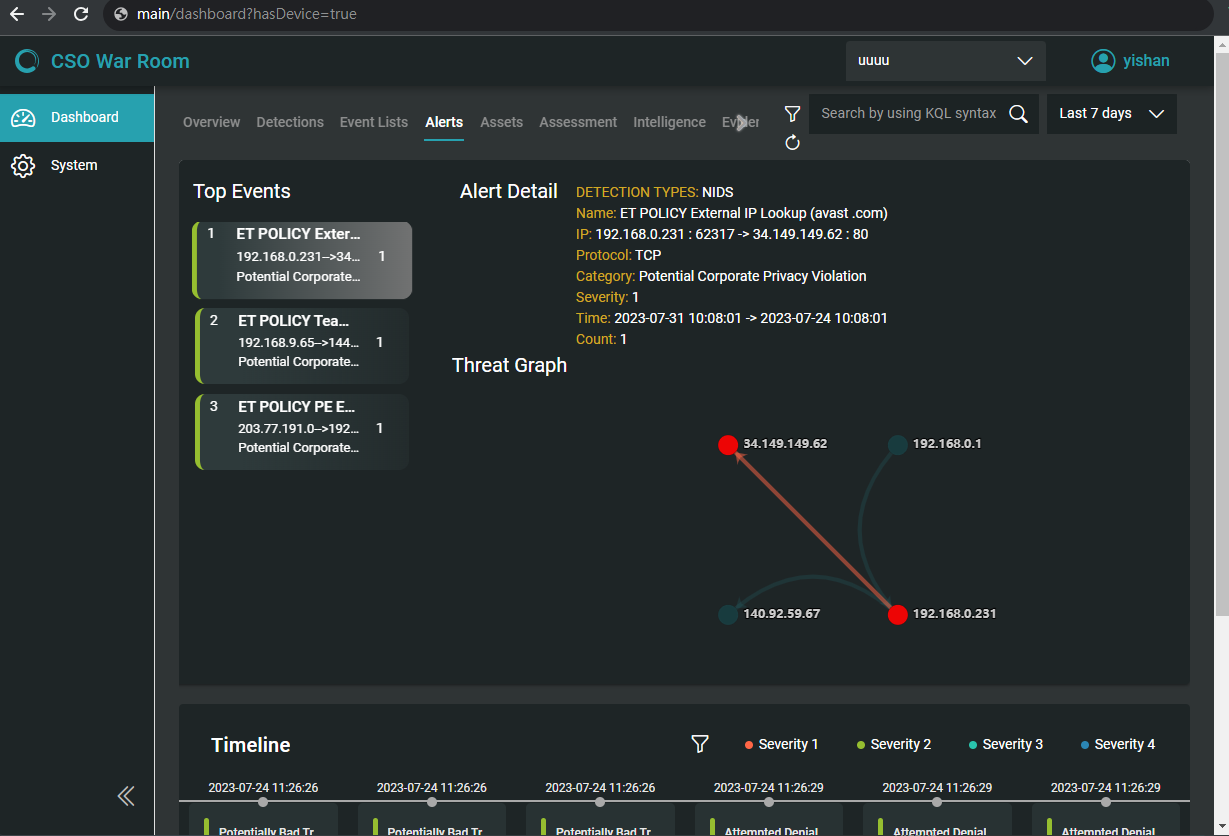 main/dashboard?hasDevice=true
CSO War Room
uuuu
yishan
Dashboard
System
Overview Detections Event Lists Alerts Assets Assessment Intelligence
Search by using KQL syntax
Last 7 days
Top Events
1 ET POLICY Exter...
192.168.0.231-->34... 1
Potential Corporate...
2 ET POLICY Tea...
192.168.9.65-->144... 1
Potential Corporate...
3 ET POLICY PE E...
203.77.191.0-->192... 1
Potential Corporate...
Alert Detail
DETECTION TYPES: NIDS
Name: ET POLICY External IP Lookup (avast .com)
IP: 192.168.0.231 : 62317 -> 34.149.149.62 : 80
Protocol: TCP
Category: Potential Corporate Privacy Violation
Severity: 1
Time: 2023-07-31 10:08:01 -> 2023-07-24 10:08:01
Count: 1
Threat Graph
34.149.149.62
192.168.0.1
140.92.59.67
192.168.0.231
Timeline
Severity 1 Severity 2 Severity 3 Severity 4
2023-07-24 11:26:26 2023-07-24 11:26:26 2023-07-24 11:26:26 2023-07-24 11:26:29 2023-07-24 11:26:29 2023-07-24 11:26:29
Potentially Bad Tr Potentially Bad Tr Potentially Bad Tr Attempted Denial Attempted Denial Attempted Denial